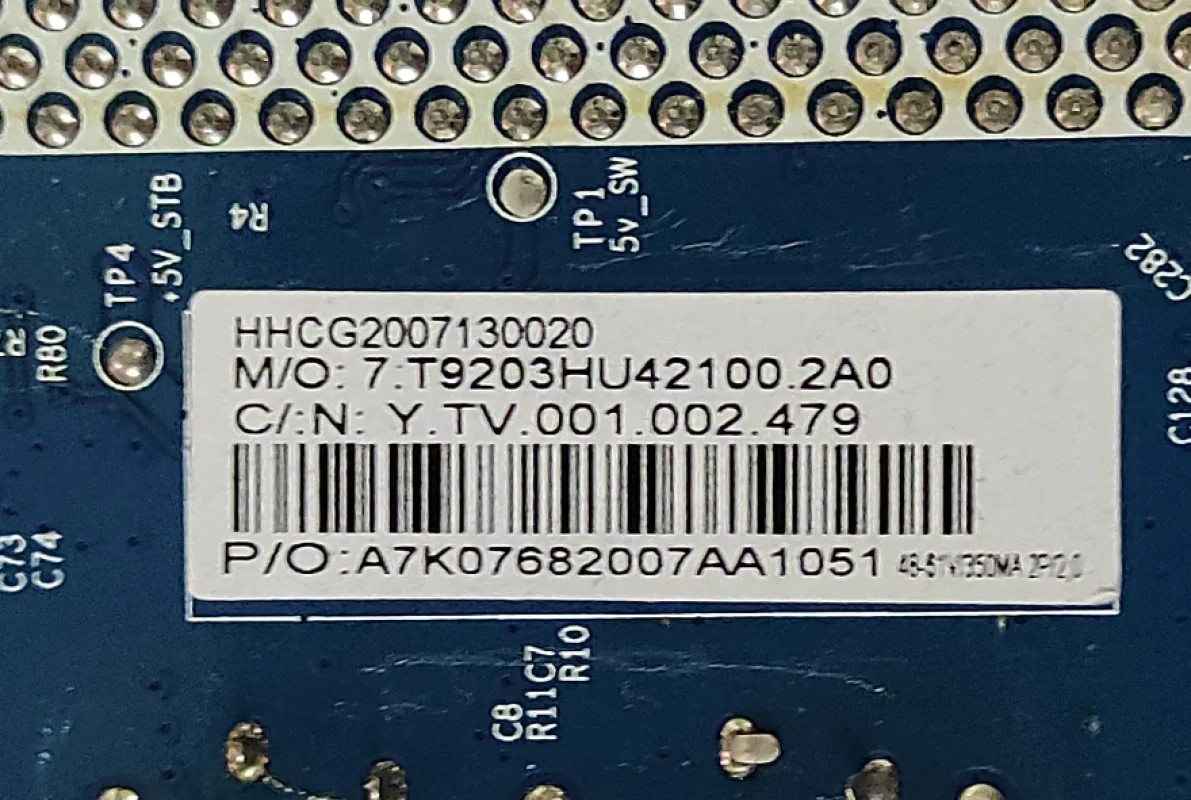 TP4
+5V_STB
R4
TP1
5v_SW
C282
R80
C128
HHCG2007130020
M/O: 7:T9203HU42100.2A0
C/:N: Y.TV.001.002.479
P/O:A7K07682007AA1051
C73
C74
C8
R11C7
R10